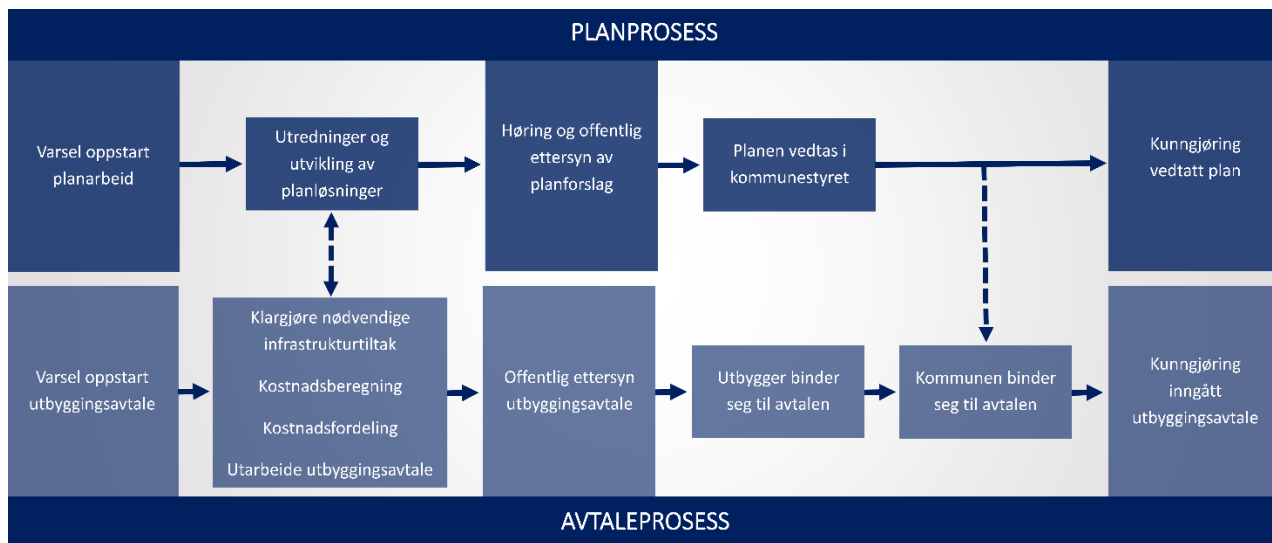 PLANPROSESS
Varsel oppstart
planarbeid
Utredninger og
utvikling av
planløsninger
Høring og offentlig
ettersyn av
planforslag
Planen vedtas i
kommunestyret
Kunngjøring
vedtatt plan
Varsel oppstart
utbyggingsavtale
Klargjøre nødvendige
infrastrukturtiltak
Kostnadsberegning
Kostnadsfordeling
Utarbeide utbyggingsavtale
Offentlig ettersyn
utbyggingsavtale
Utbygger binder
seg til avtalen
Kommunen binder
seg til avtalen
Kunngjøring
inngått
utbyggingsavtale
AVTALEPROSESS